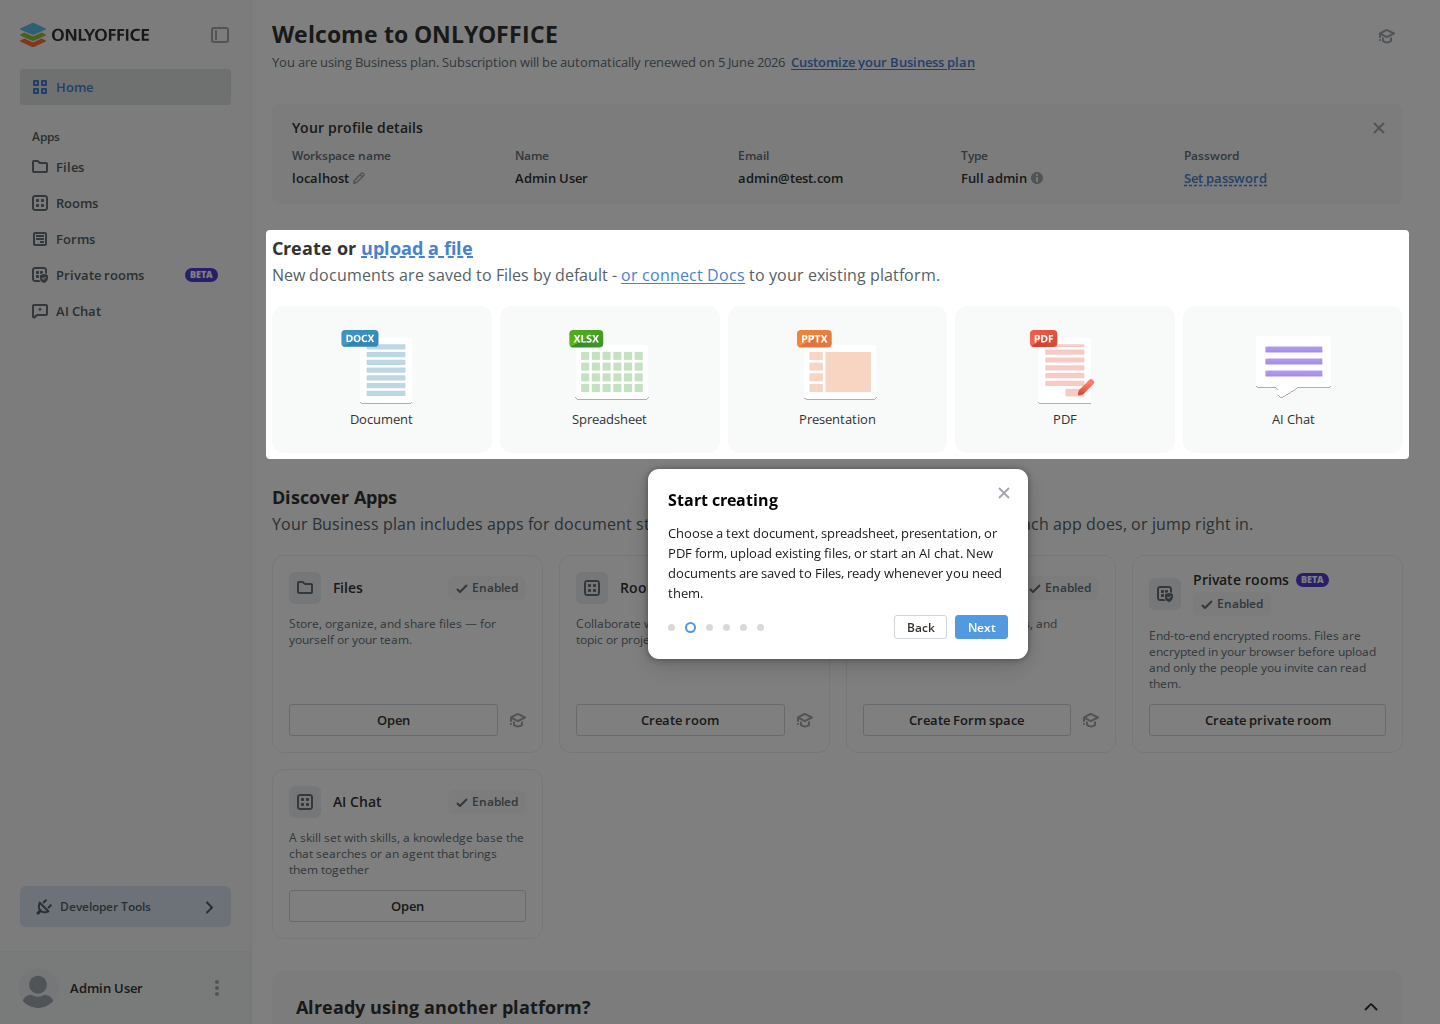 ONLYOFFICE
Home
Apps
Files
Rooms
Forms
Private rooms BETA
AI Chat
Developer Tools
Admin User
Welcome to ONLYOFFICE
You are using Business plan. Subscription will be automatically renewed on 5 June 2026 Customize your Business plan
Your profile details
Workspace name
localhost
Name
Admin User
Email
admin@test.com
Type
Full admin
Password
Set password
Create or upload a file
New documents are saved to Files by default - or connect Docs to your existing platform.
DOCX
Document
XLSX
Spreadsheet
PPTX
Presentation
PDF
PDF
AI Chat
Start creating
Choose a text document, spreadsheet, presentation, or
PDF form, upload existing files, or start an AI chat. New
documents are saved to Files, ready whenever you need
them.
Back
Next
Discover Apps
Your Business plan includes apps for document app does, or jump right in.
Files
Enabled
Store, organize, and share files — for
yourself or your team.
Open
Collaborate
topic or
Create room
Enabled
and
Create Form space
Private rooms BETA
Enabled
End-to-end encrypted rooms. Files are
encrypted in your browser before upload
and only the people you invite can read
them.
Create private room
AI Chat
Enabled
A skill set with skills, a knowledge base the
chat searches or an agent that brings
them together
Open
Already using another platform?